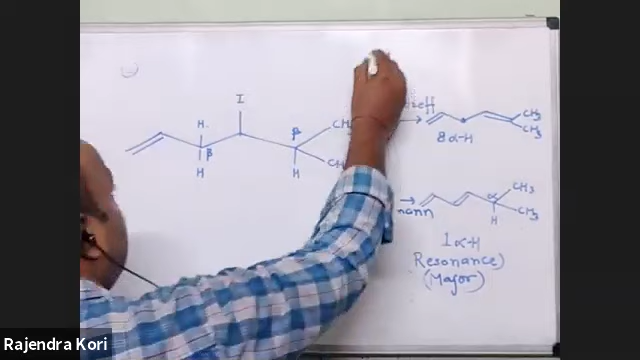 I
H
β
H
β
H
CH
CH
CH3
CH3
8 α-H
α
CH3
CH3
H
1 α-H
Resonance)
(Major)
Rajendra Kori